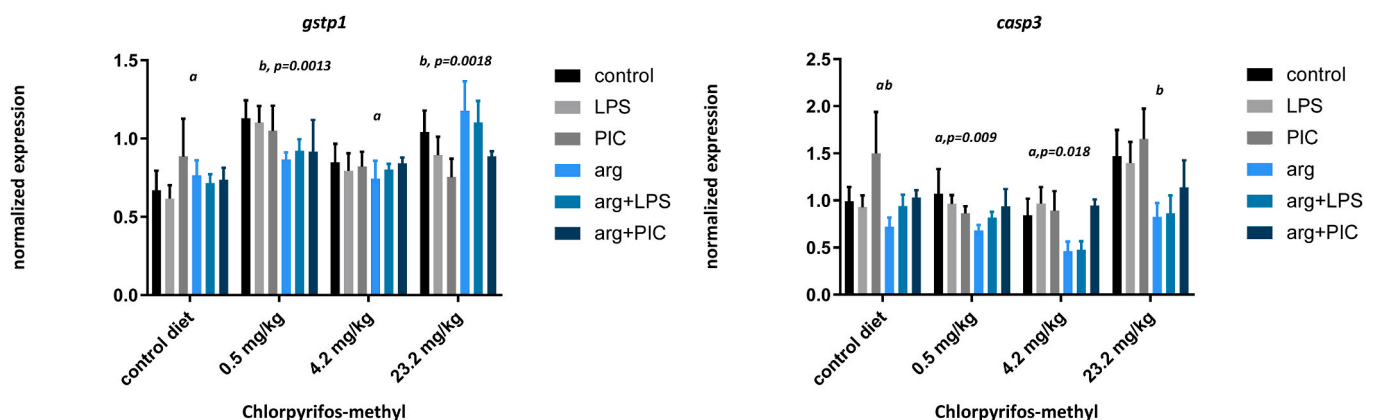 gstp1
normalized expression
1.5
1.0
0.5
0.0
a
b, p=0.0013
a
b, p=0.0018
control diet
0.5 mg/kg
4.2 mg/kg
23.2 mg/kg
Chlorpyrifos-methyl
control
LPS
PIC
arg
arg+LPS
arg+PIC
casp3
normalized expression
2.5
2.0
1.5
1.0
0.5
0.0
ab
a,p=0.009
a,p=0.018
b
control diet
0.5 mg/kg
4.2 mg/kg
23.2 mg/kg
Chlorpyrifos-methyl
control
LPS
PIC
arg
arg+LPS
arg+PIC